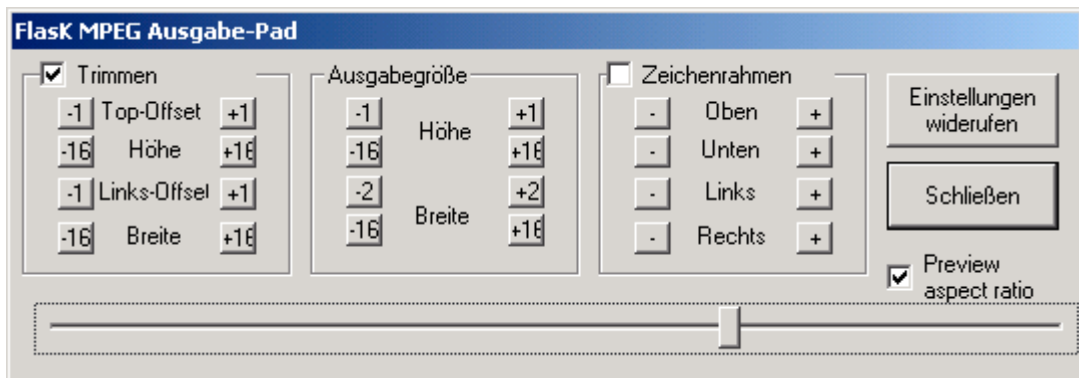 FlasK MPEG Ausgabe-Pad
Trimmen
-1 Top-Offset +1
-16 Höhe +16
-1 Links-Offset +1
-16 Breite +16
Ausgabegröße
-1 +1
Höhe
-16 +16
-2 +2
Breite
-16 +16
Zeichenrahmen
- Oben +
- Unten +
- Links +
- Rechts +
Einstellungen
widerufen
Schließen
Preview
aspect ratio